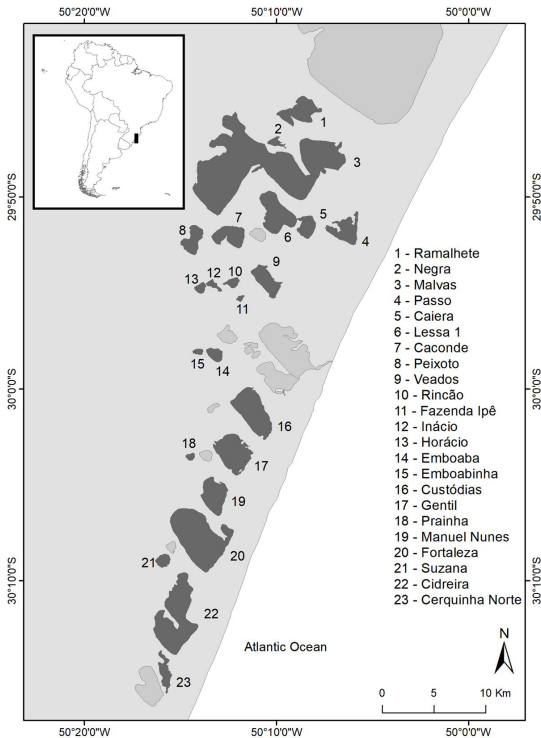 50°20'0"W 50°10'0"W 50°0'0"W
1
2
3
29°50'0"S 29°50'0"S
5
7
8
6
4
1 - Ramalhete
2 - Negra
3 - Malvas
4 - Passo
5 - Caiera
6 - Lessa 1
7 - Caconde
8 - Peixoto
9 - Veados
10 - Rincão
11 - Fazenda Ipê
12 - Inácio
13 - Horácio
14 - Emboaba
15 - Emboabinha
16 - Custódias
17 - Gentil
18 - Prainha
19 - Manuel Nunes
20 - Fortaleza
21 - Suzana
22 - Cidreira
23 - Cerquinha Norte
9
13 12 10
11
15 14
30°0'0"S 30°0'0"S
16
18
17
19
20
21
30°10'0"S 30°10'0"S
22
23
Atlantic Ocean
N
0 5 10 Km
50°20'0"W 50°10'0"W 50°0'0"W